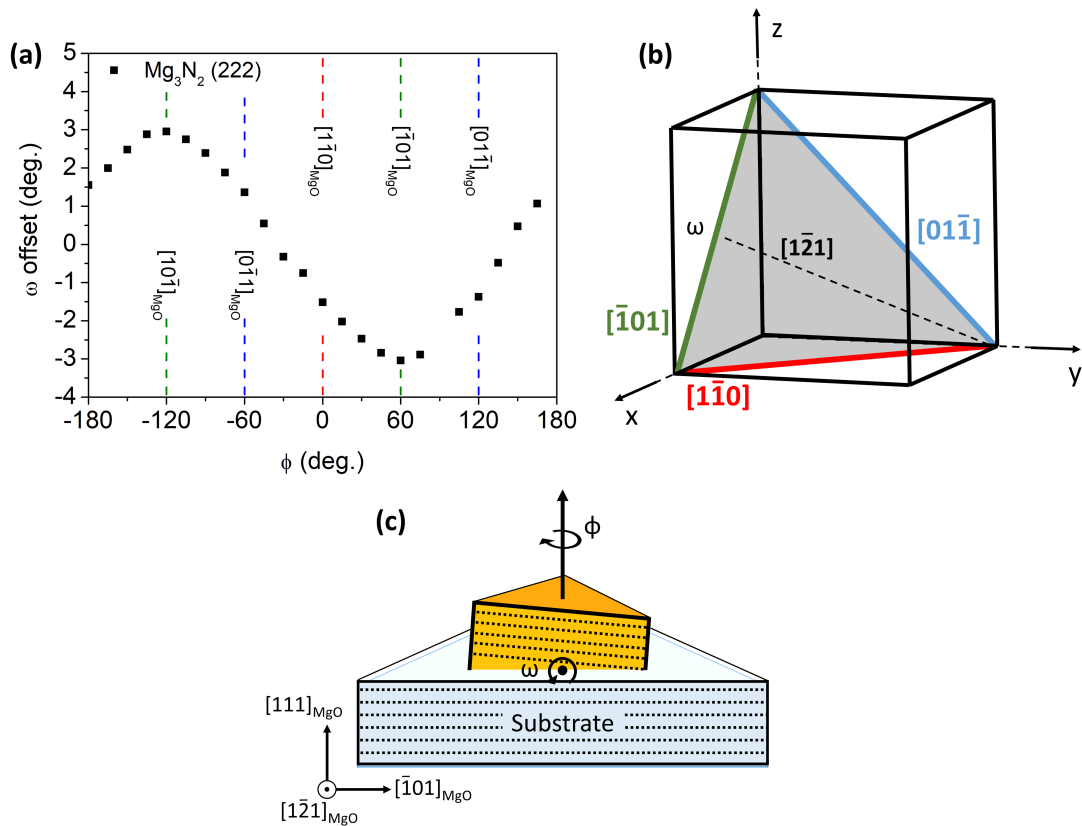 (a)
5
4
3
2
1
0
-1
-2
-3
-4
ω offset (deg.)
Mg₃N₂ (222)
[11̄0]MgO
[1̄01]MgO
[011̄]MgO
[101̄]MgO
[01̄1]MgO
-180 -120 -60 0 60 120 180
ϕ (deg.)
(b)
z
ω
[12̄1]
[011̄]
[1̄01]
[11̄0]
x
y
(c)
ϕ
ω
Substrate
[111]MgO
[12̄1]MgO
[1̄01]MgO